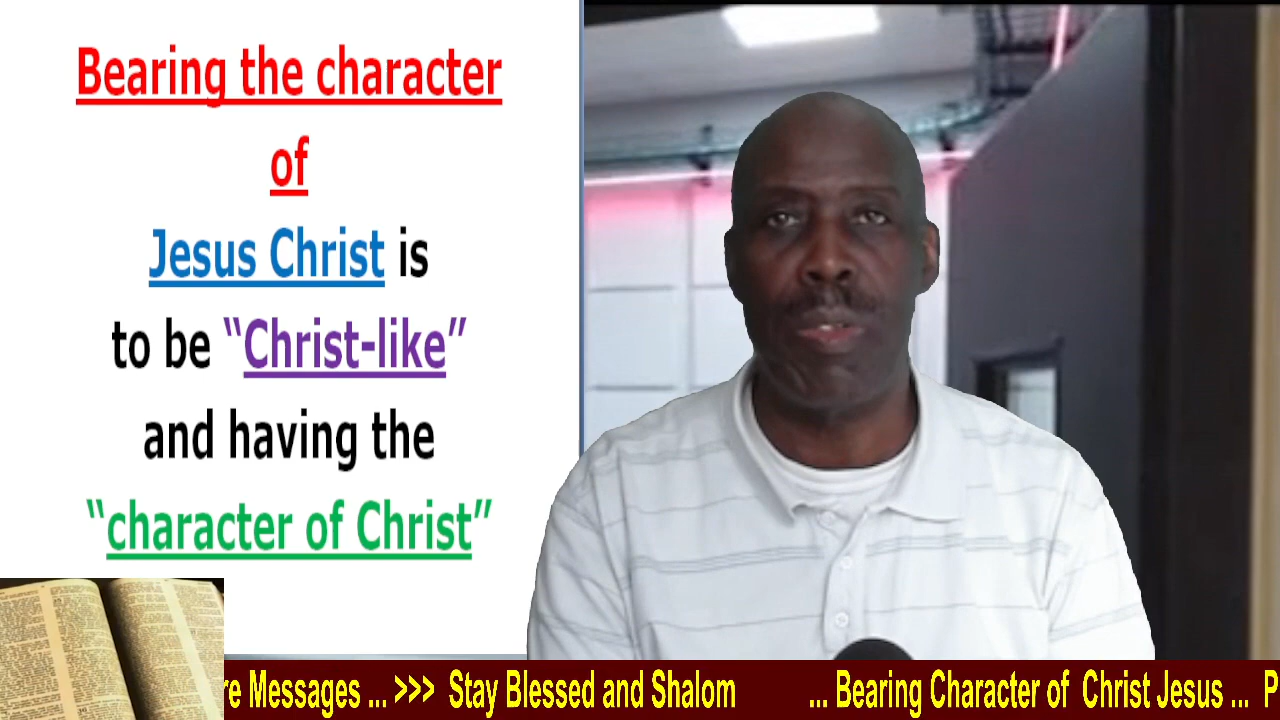 Bearing the character
of
Jesus Christ is
to be “Christ-like”
and having the
“character of Christ”
re Messages ... >>> Stay Blessed and Shalom ... Bearing Character of Christ Jesus ... P